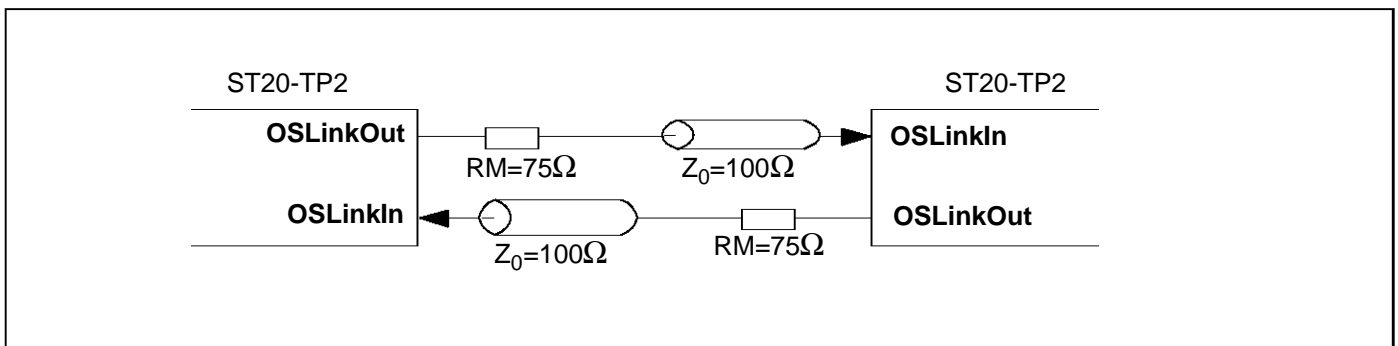 ST20-TP2
ST20-TP2
OSLinkOut
OSLinkIn
RM=75Ω
Z₀=100Ω
OSLinkIn
OSLinkOut
Z₀=100Ω
RM=75Ω